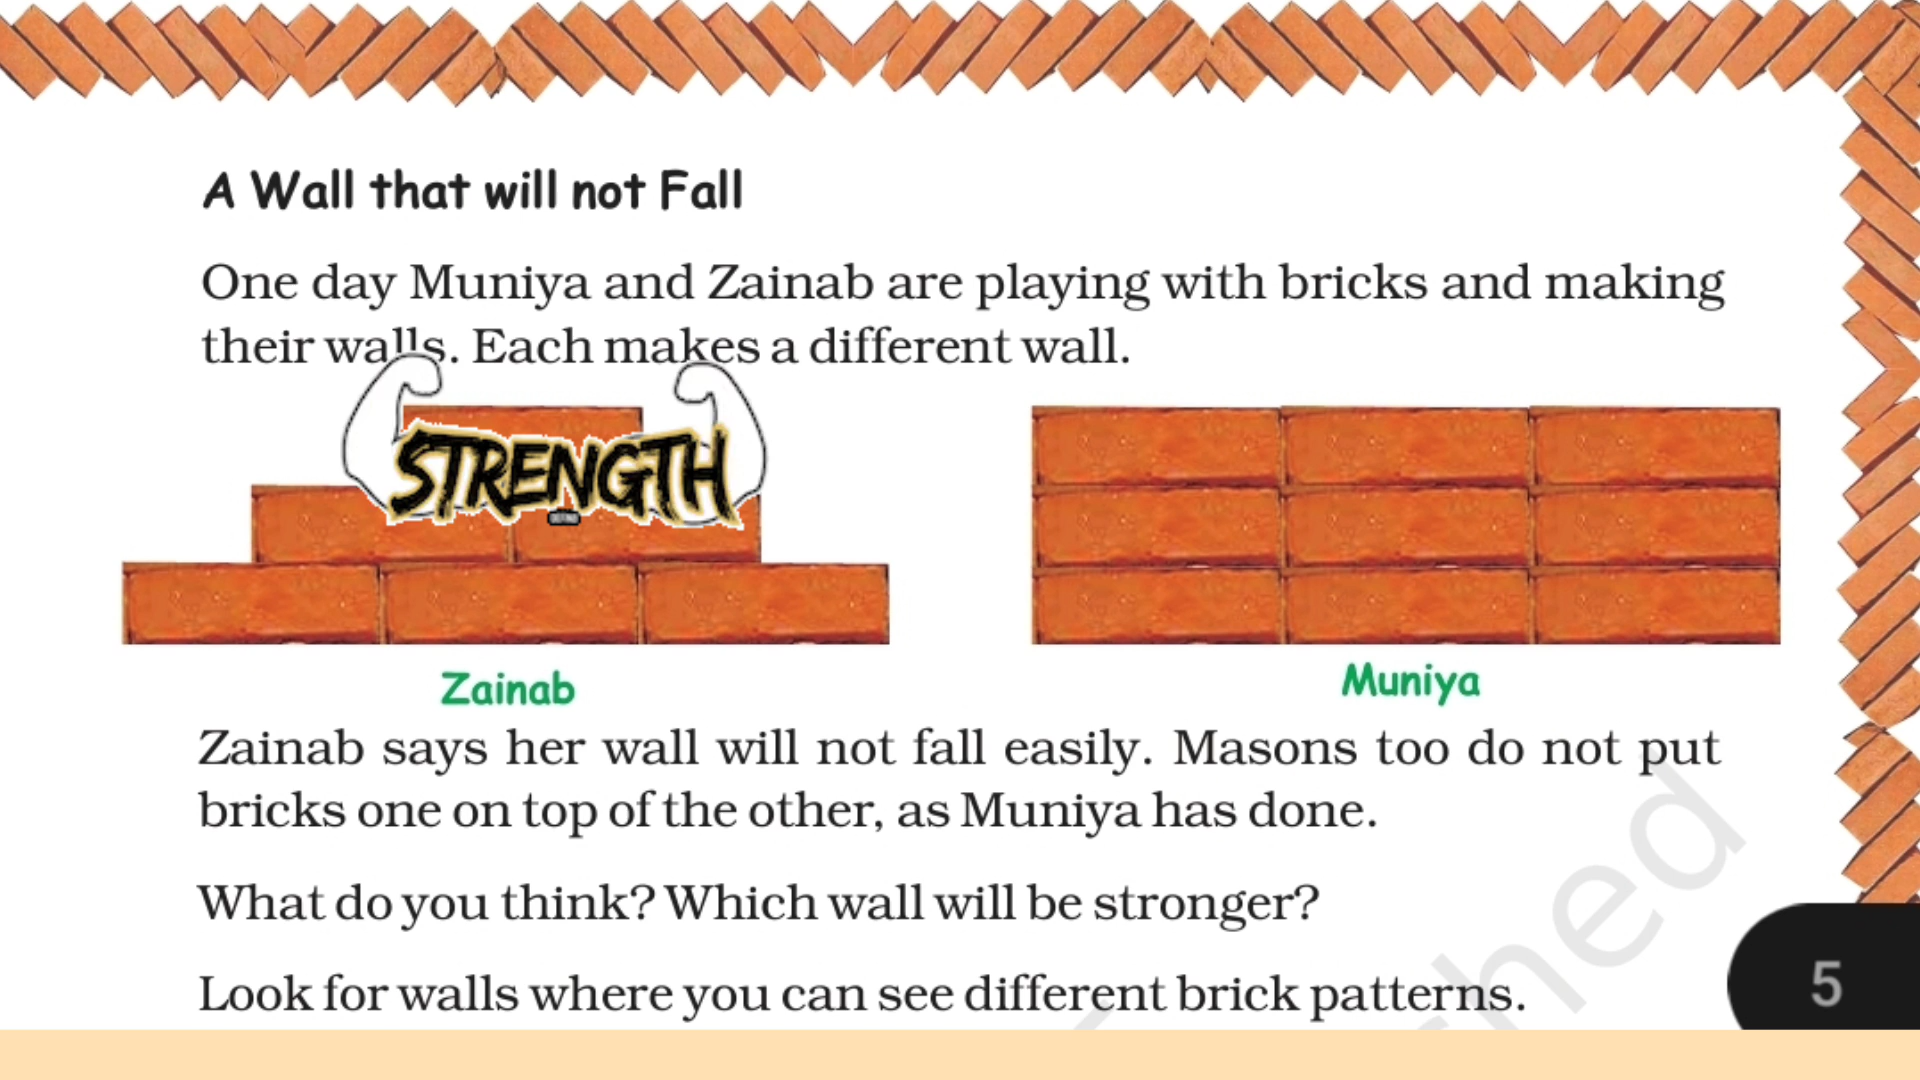 A Wall that will not Fall
One day Muniya and Zainab are playing with bricks and making
their walls. Each makes a different wall.
STRENGTH
Zainab
Muniya
Zainab says her wall will not fall easily. Masons too do not put
bricks one on top of the other, as Muniya has done.
What do you think? Which wall will be stronger?
Look for walls where you can see different brick patterns.
5